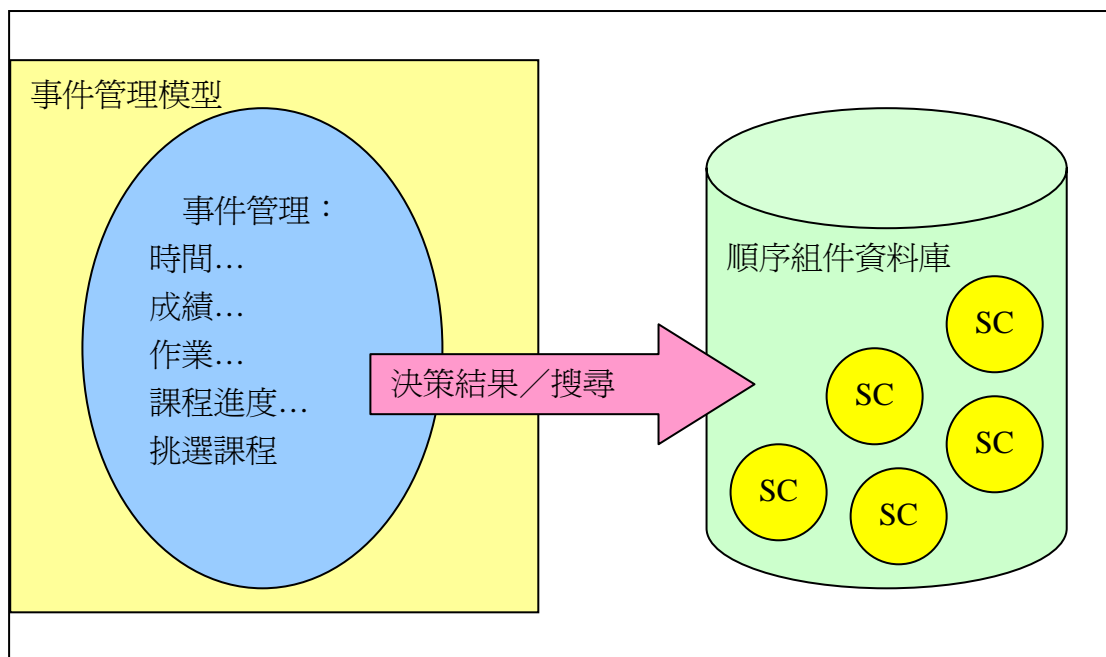 事件管理模型
事件管理：
時間…
成績…
作業…
課程進度…
挑選課程
決策結果／搜尋
順序組件資料庫
SC
SC
SC
SC
SC